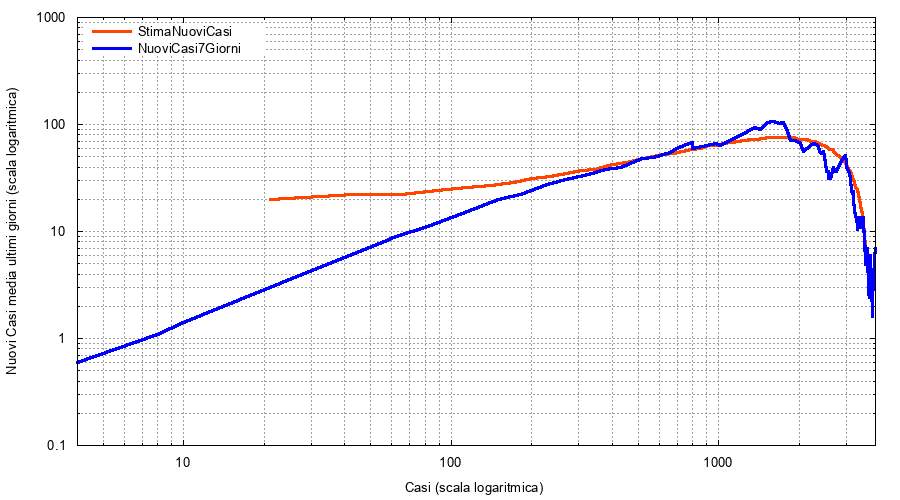 StimaNuoviCasi
NuoviCasi7Giorni
Nuovi Casi media ultimi giorni (scala logaritmica)
1000
100
10
1
0.1
10
100
1000
Casi (scala logaritmica)